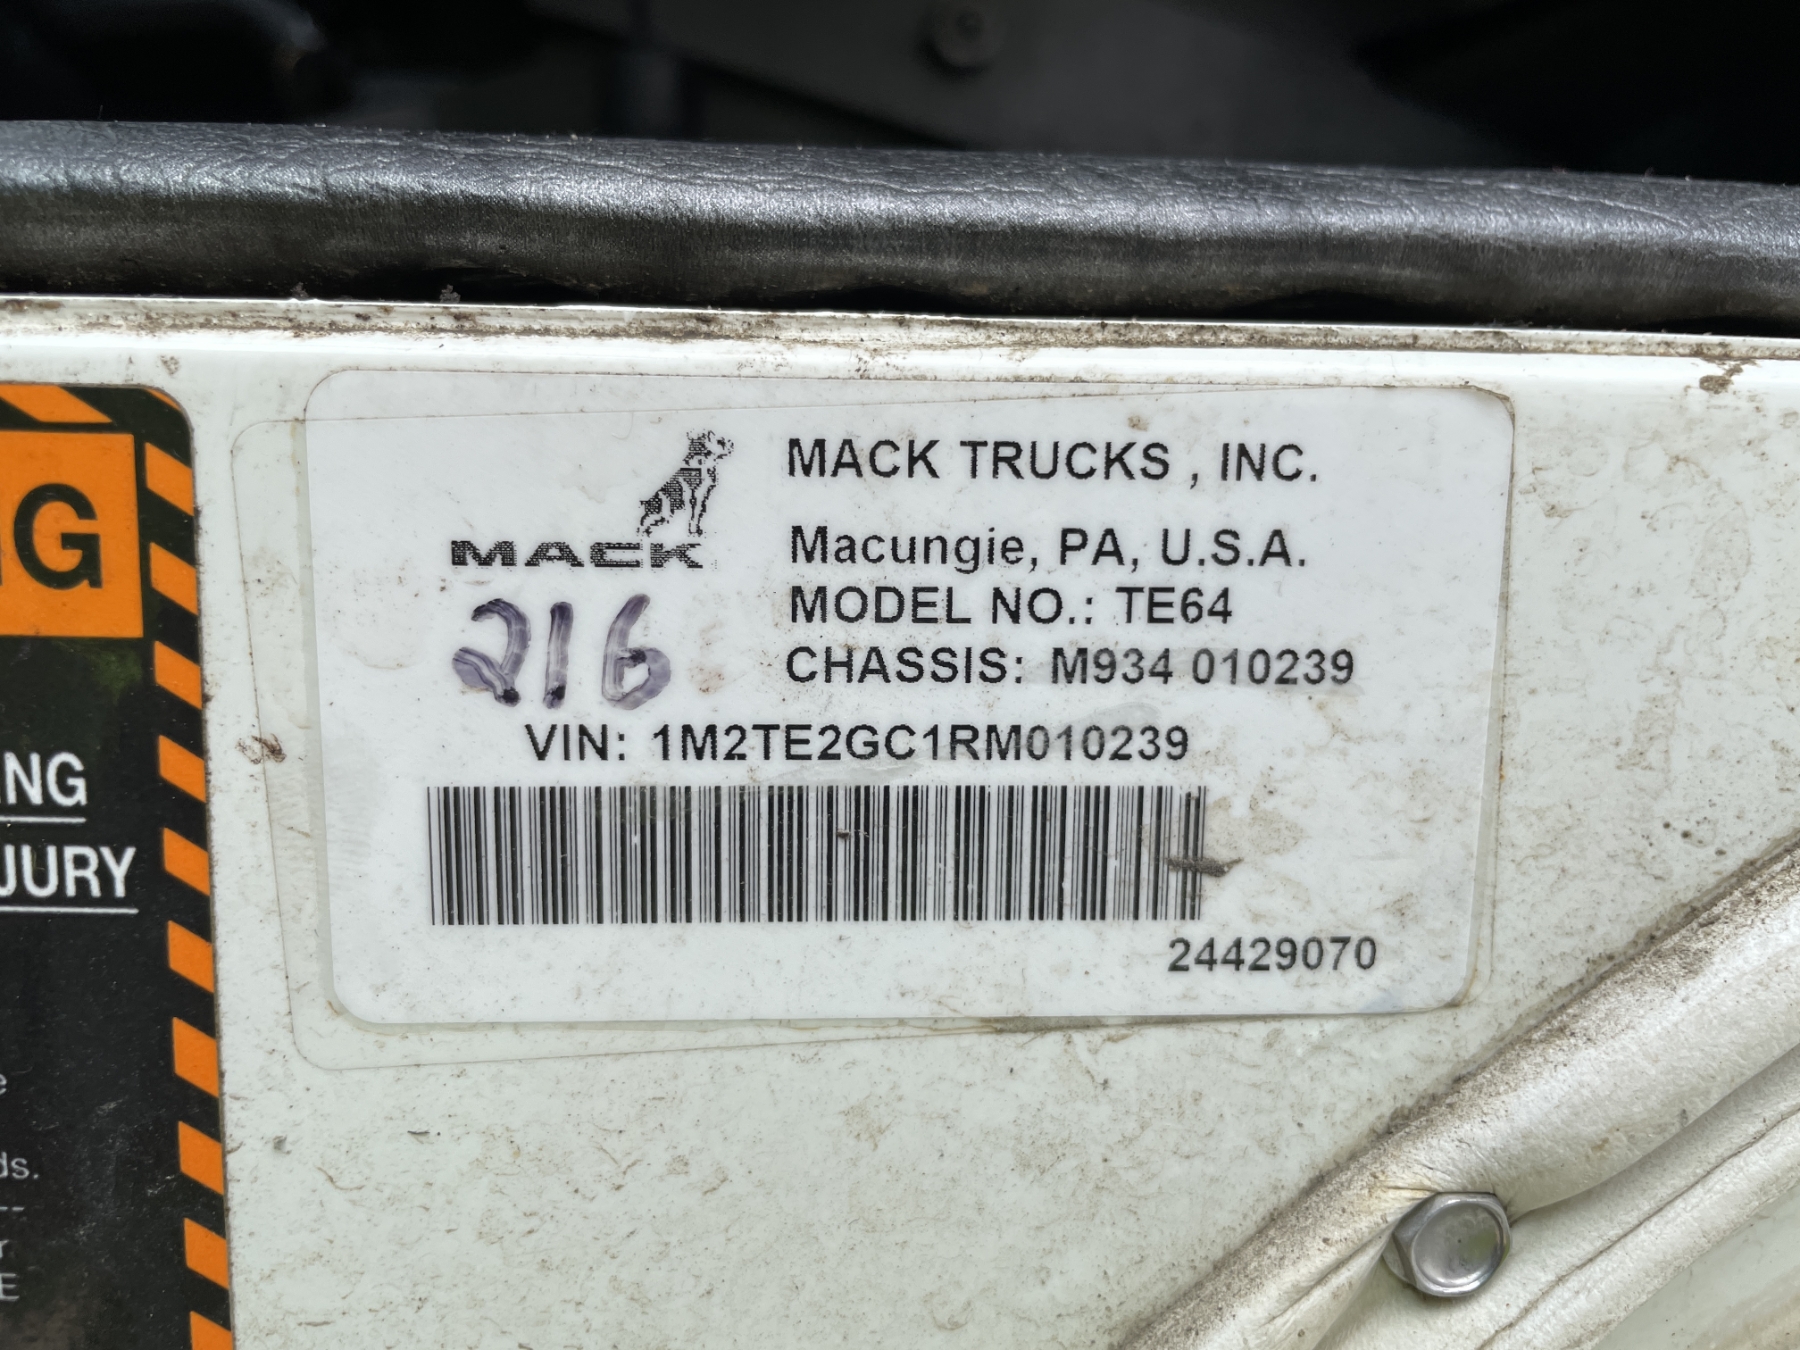 MACK
MACK TRUCKS , INC.
Macungie, PA, U.S.A.
MODEL NO.: TE64
CHASSIS: M934 010239
216
VIN: 1M2TE2GC1RM010239
24429070
G
NG
JURY
ds.
E